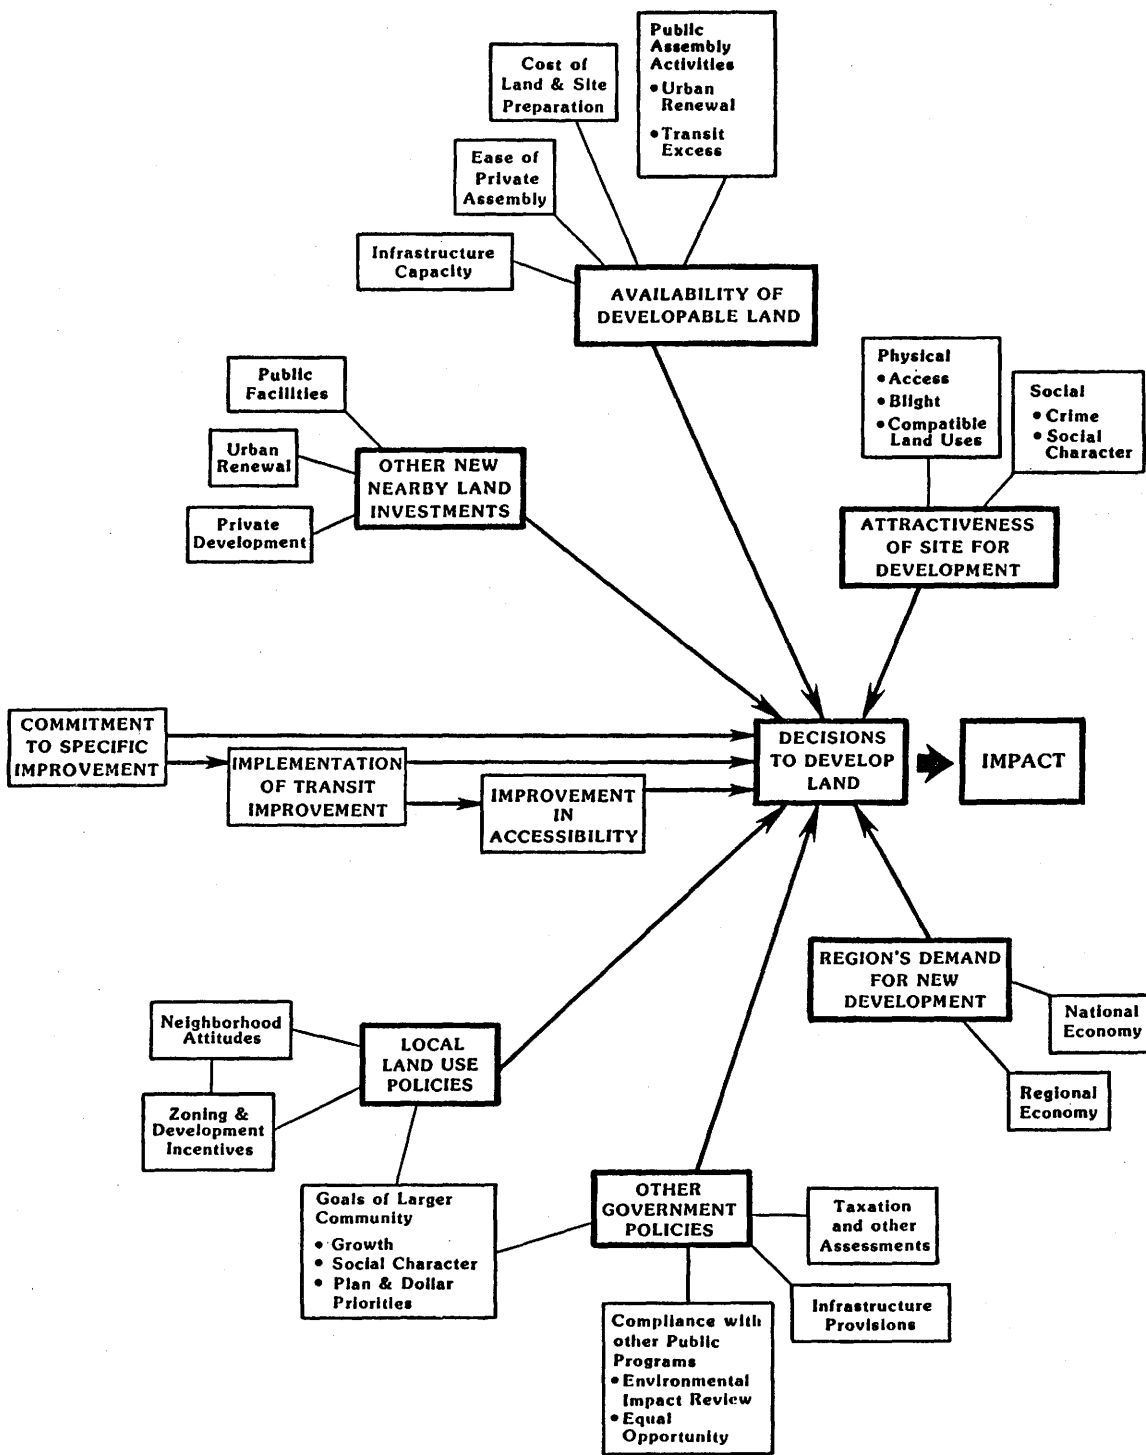 Public
Assembly
Activities
• Urban
Renewal
• Transit
Excess
Cost of
Land & Site
Preparation
Ease of
Private
Assembly
Infrastructure
Capacity
AVAILABILITY OF
DEVELOPABLE LAND
Physical
• Access
• Blight
• Compatible
Land Uses
Social
• Crime
• Social
Character
ATTRACTIVENESS
OF SITE FOR
DEVELOPMENT
Public
Facilities
Urban
Renewal
Private
Development
OTHER NEW
NEARBY LAND
INVESTMENTS
COMMITMENT
TO SPECIFIC
IMPROVEMENT
IMPLEMENTATION
OF TRANSIT
IMPROVEMENT
IMPROVEMENT
IN
ACCESSIBILITY
DECISIONS
TO DEVELOP
LAND
IMPACT
REGION'S DEMAND
FOR NEW
DEVELOPMENT
National
Economy
Regional
Economy
Neighborhood
Attitudes
Zoning &
Development
Incentives
LOCAL
LAND USE
POLICIES
Goals of Larger
Community
• Growth
• Social Character
• Plan & Dollar
Priorities
OTHER
GOVERNMENT
POLICIES
Taxation
and other
Assessments
Infrastructure
Provisions
Compliance with
other Public
Programs
• Environmental
Impact Review
• Equal
Opportunity